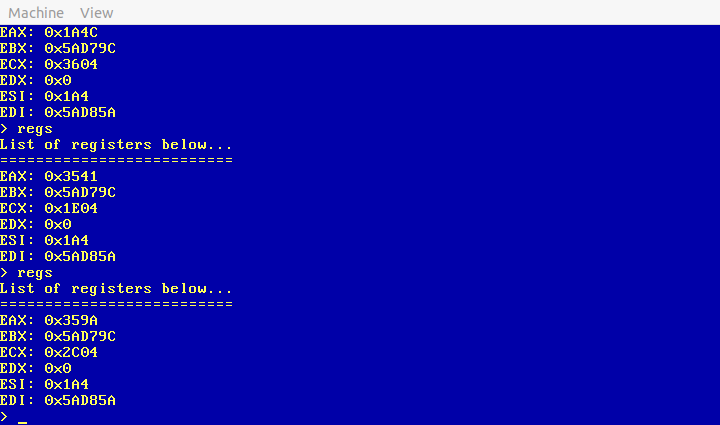 Machine View
EAX: 0x1A4C
EBX: 0x5AD79C
ECX: 0x3604
EDX: 0x0
ESI: 0x1A4
EDI: 0x5AD85A
> regs
List of registers below...
==========================
EAX: 0x3541
EBX: 0x5AD79C
ECX: 0x1E04
EDX: 0x0
ESI: 0x1A4
EDI: 0x5AD85A
> regs
List of registers below...
==========================
EAX: 0x359A
EBX: 0x5AD79C
ECX: 0x2C04
EDX: 0x0
ESI: 0x1A4
EDI: 0x5AD85A
> _